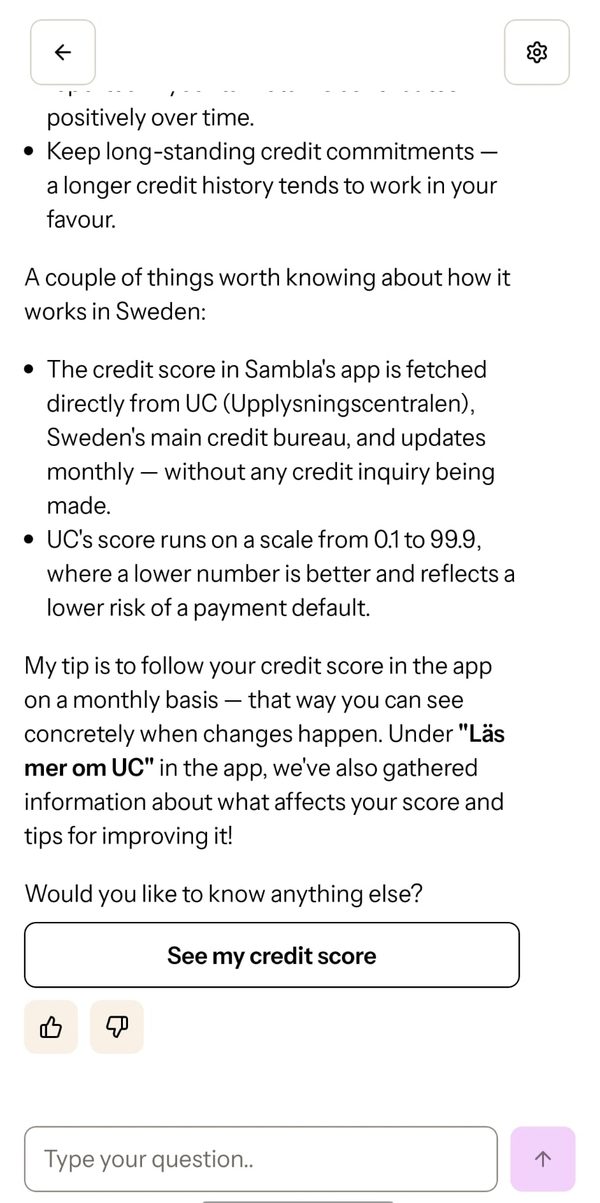 positively over time.
• Keep long-standing credit commitments —
a longer credit history tends to work in your
favour.
A couple of things worth knowing about how it
works in Sweden:
• The credit score in Sambla's app is fetched
directly from UC (Upplysningscentralen),
Sweden's main credit bureau, and updates
monthly — without any credit inquiry being
made.
• UC's score runs on a scale from 0.1 to 99.9,
where a lower number is better and reflects a
lower risk of a payment default.
My tip is to follow your credit score in the app
on a monthly basis — that way you can see
concretely when changes happen. Under "Läs
mer om UC" in the app, we've also gathered
information about what affects your score and
tips for improving it!
Would you like to know anything else?
See my credit score
Type your question..